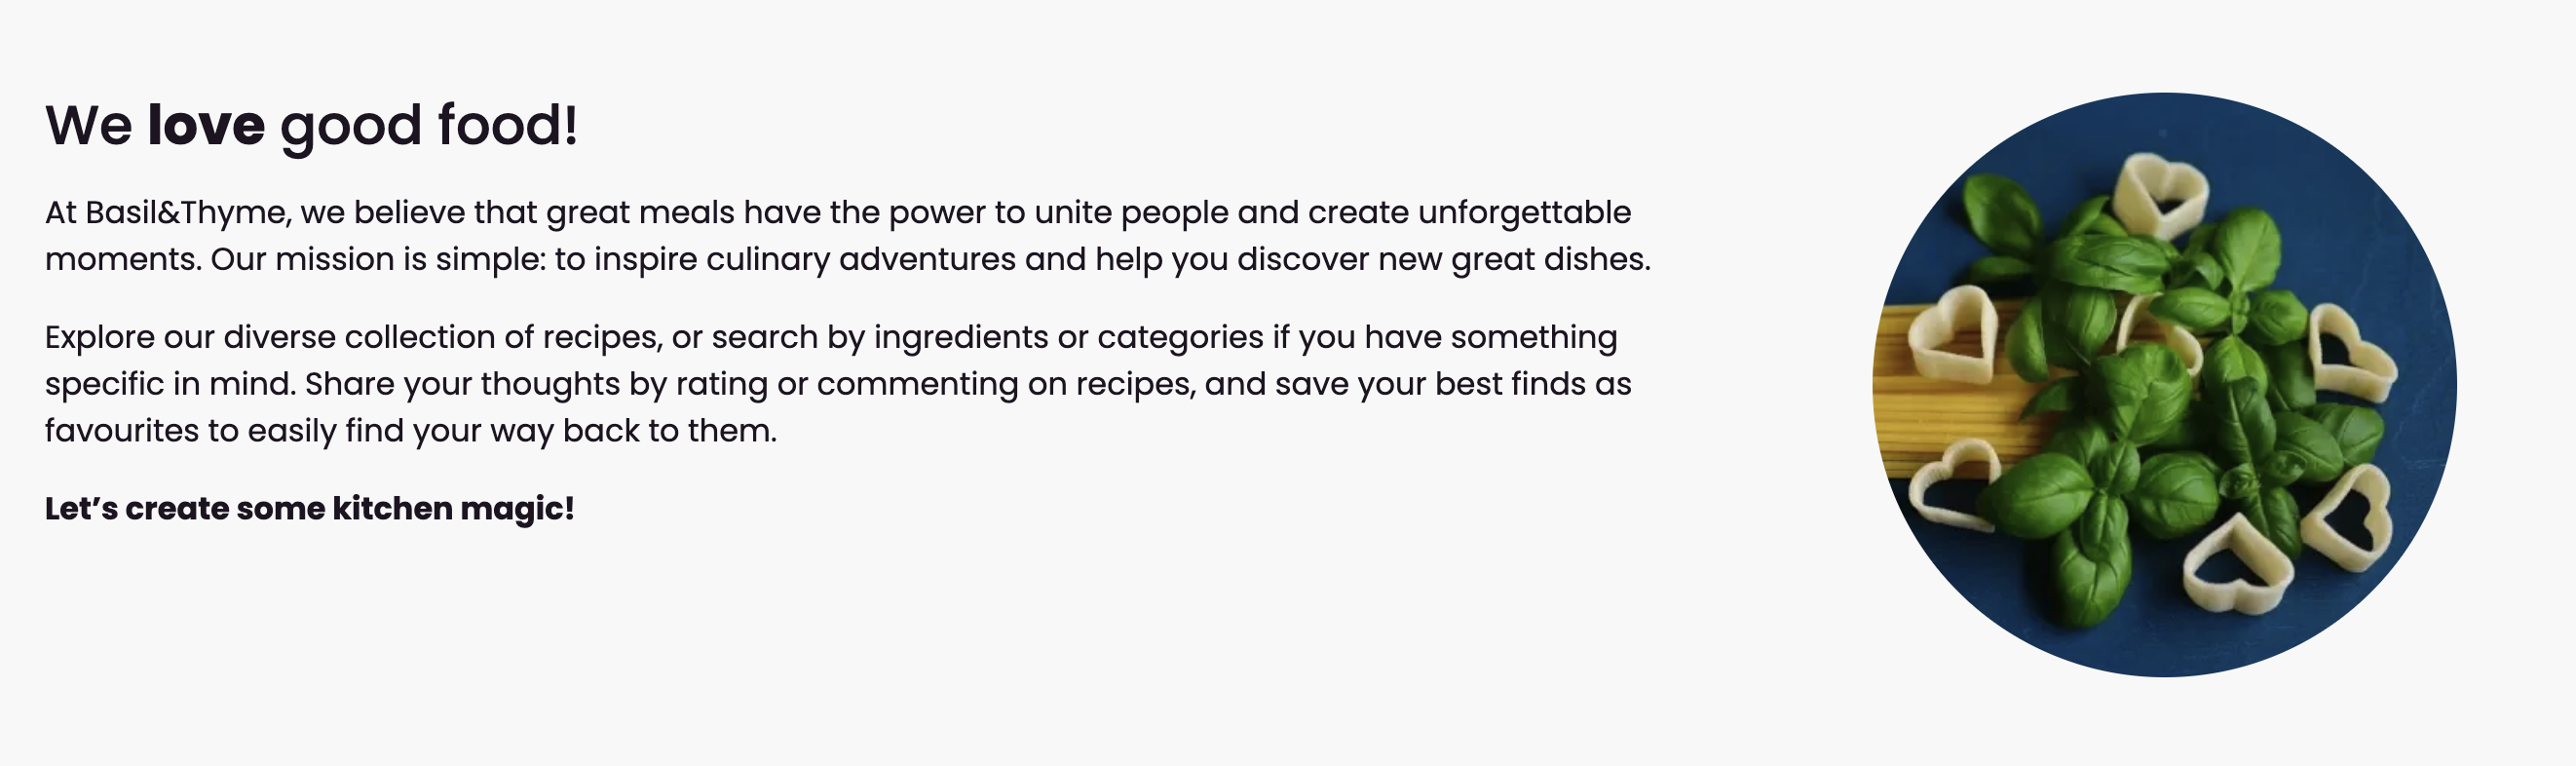 We love good food!
At Basil&Thyme, we believe that great meals have the power to unite people and create unforgettable
moments. Our mission is simple: to inspire culinary adventures and help you discover new great dishes.
Explore our diverse collection of recipes, or search by ingredients or categories if you have something
specific in mind. Share your thoughts by rating or commenting on recipes, and save your best finds as
favourites to easily find your way back to them.
Let’s create some kitchen magic!